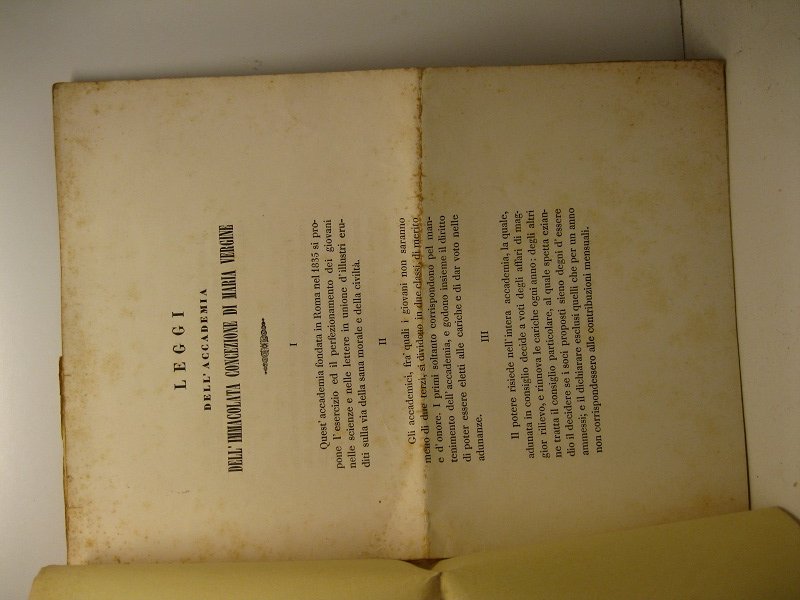 LEGGI
DELL'ACCADEMIA
DELL'IMMACOLATA CONCEZIONE DI MARIA VERGINE
I
Quest' accademia fondata in Roma nel 1835 si pro-
pone l'esercizio ed il perfezionamento dei giovani
nelle scienze e nelle lettere in unione d'illustri eru-
diti sulla via della sana morale e della civiltà.
II
Gli accademici, fra' quali i giovani non saranno
meno di due terzi, si dividono in due classi, di merito
e d'onore. I primi soltanto corrispondono pel man-
tenimento dell'accademia, e godono insieme il diritto
di poter essere eletti alle cariche e di dar voto nelle
adunanze.
III
Il potere risiede nell'intera accademia, la quale,
adunata in consiglio decide a voti degli affari di mag-
gior rilievo, e rinnova le cariche ogni anno; degli altri
ne tratta il consiglio particolare, al quale spetta ezian-
dio il decidere se i soci proposti sieno degni d'essere
ammessi; e il dichiarare esclusi quelli che per un anno
non corrispondessero alle contribuzioni mensuali.